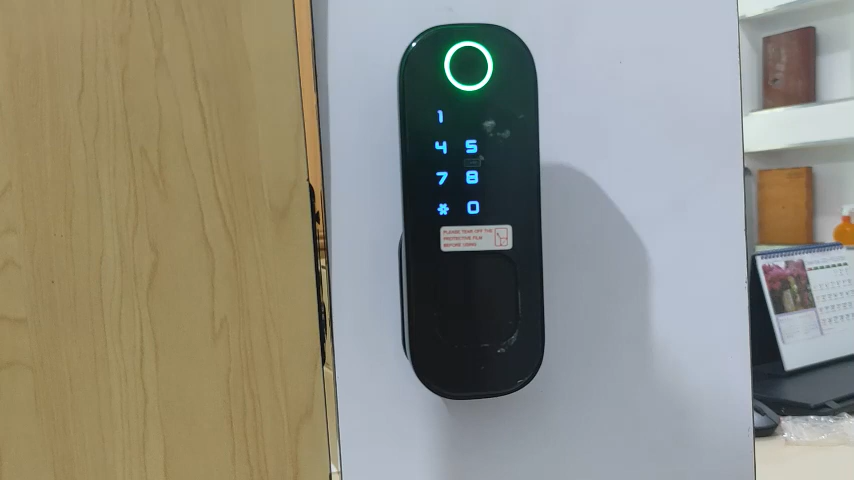 1
4 5
7 8
* 0
PLEASE TEAR OFF THE
PROTECTIVE FILM
BEFORE USING